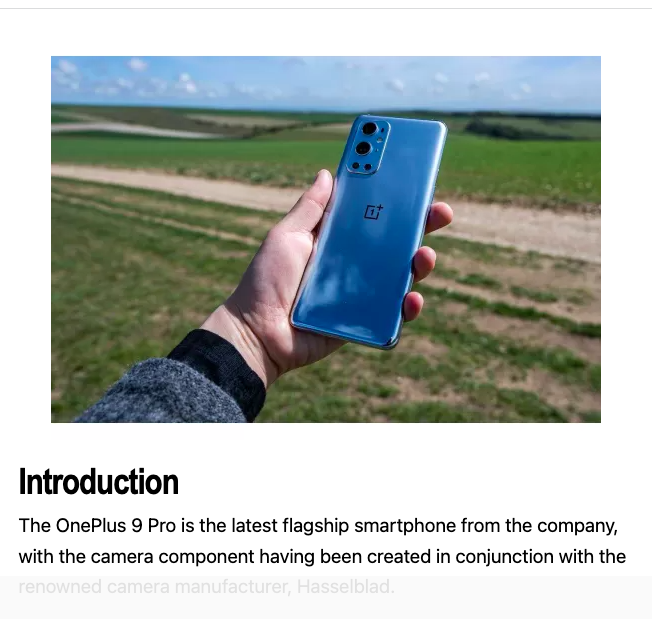 Introduction
The OnePlus 9 Pro is the latest flagship smartphone from the company,
with the camera component having been created in conjunction with the
renowned camera manufacturer, Hasselblad.